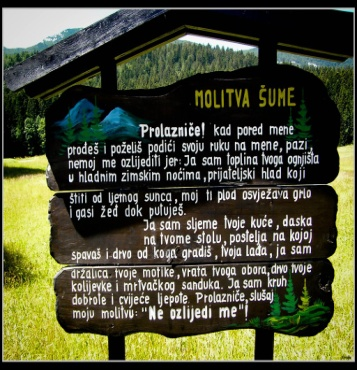 MOLITVA ŠUME
Prolazniče! kad pored mene
prođeš i poželiš podići svoju ruku na mene, pazi,
nemoj me ozlijediti jer: Ja sam toplina tvoga ognjišta
u hladnim zimskim noćima, prijateljski hlad koji
štiti od ljetnog sunca, moj ti plod osvježava grlo
i gasi žeđ dok putuješ.
Ja sam sljeme tvoje kuće, daska
na tvome stolu, postelja na kojoj
spavaš i drvo od koga gradiš, tvoja lađa, ja sam
držalica tvoje motike, vrata tvoga obora, drvo tvoje
kolijevke i mrtvačkog sanduka. Ja sam kruh
dobrote i cvijeće ljepote. Prolazniče, slušaj
moju molitvu: "Ne ozlijedi me"!